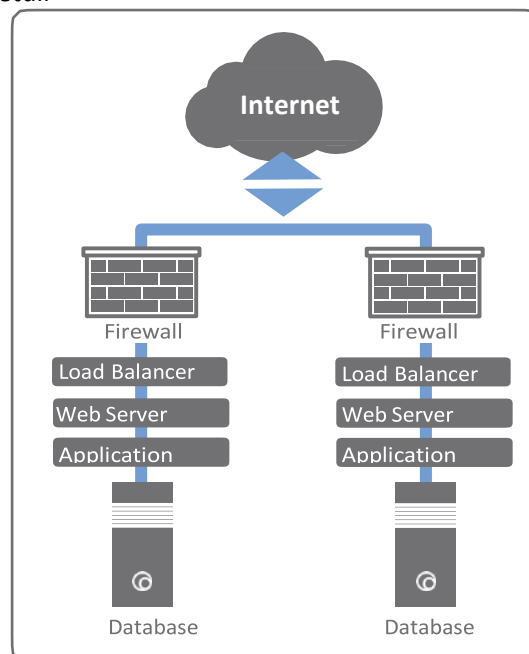 Internet
Firewall Firewall
Load Balancer Load Balancer
Web Server Web Server
Application Application
Database Database